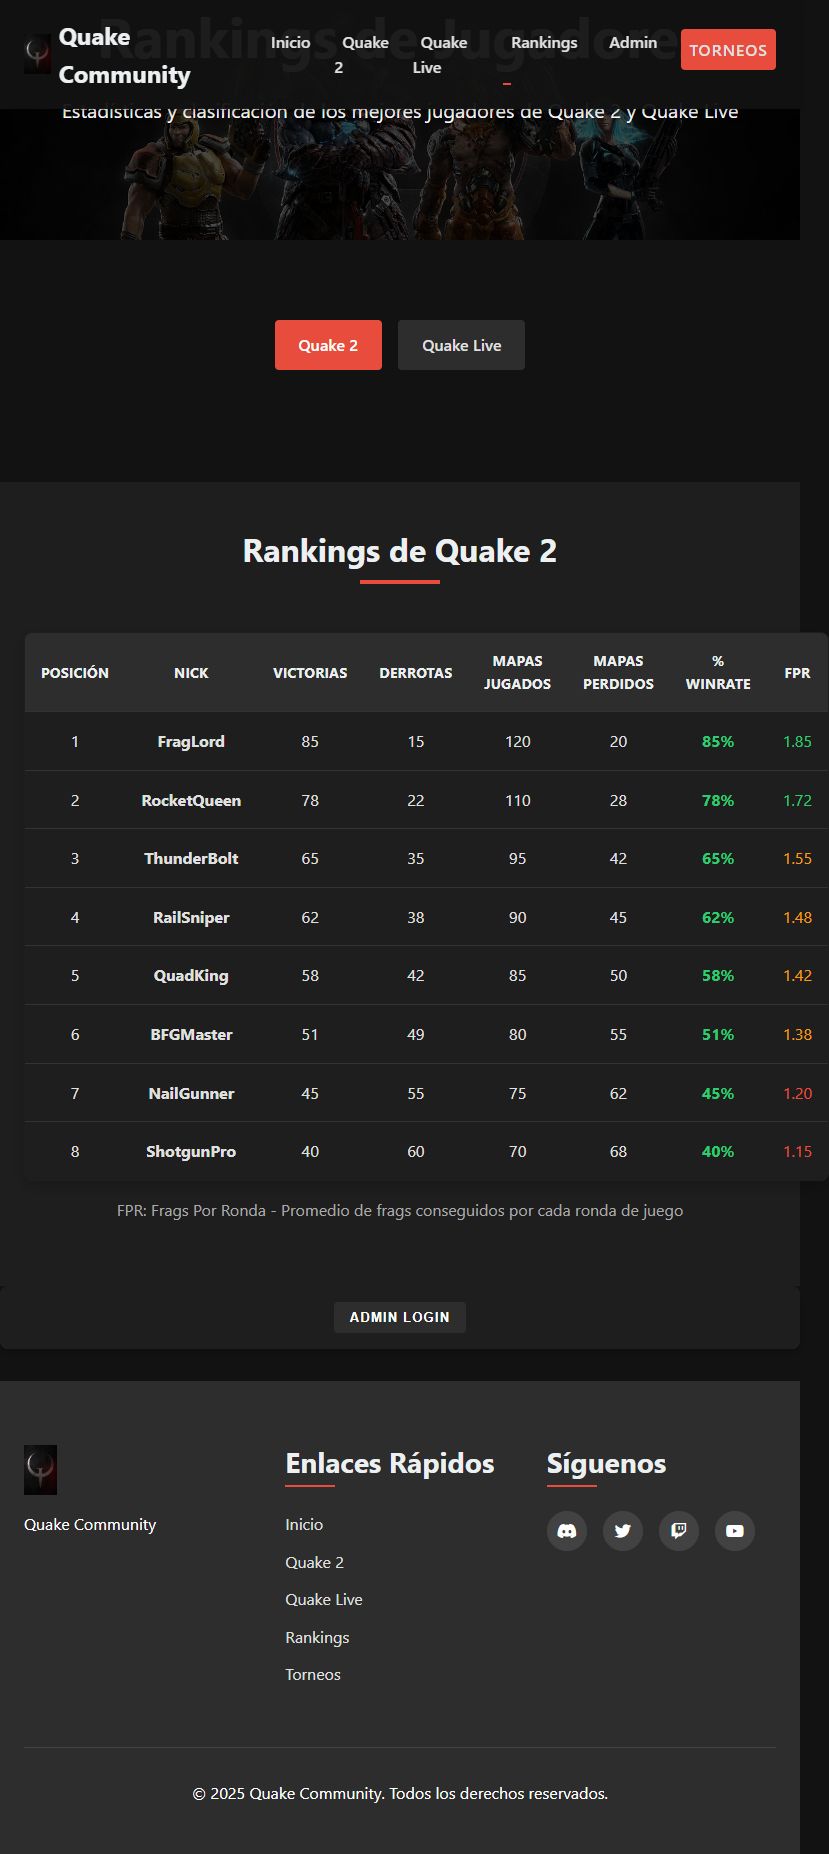 Quake
Community
Inicio
Quake
2
Quake
Live
Rankings
Admin
TORNEOS
Rankings de Jugadores
Estadísticas y clasificación de los mejores jugadores de Quake 2 y Quake Live
Quake 2
Quake Live
Rankings de Quake 2
POSICIÓN NICK VICTORIAS DERROTAS MAPAS JUGADOS MAPAS PERDIDOS % WINRATE FPR
1 FragLord 85 15 120 20 85% 1.85
2 RocketQueen 78 22 110 28 78% 1.72
3 ThunderBolt 65 35 95 42 65% 1.55
4 RailSniper 62 38 90 45 62% 1.48
5 QuadKing 58 42 85 50 58% 1.42
6 BFGMaster 51 49 80 55 51% 1.38
7 NailGunner 45 55 75 62 45% 1.20
8 ShotgunPro 40 60 70 68 40% 1.15
FPR: Frags Por Ronda - Promedio de frags conseguidos por cada ronda de juego
ADMIN LOGIN
Quake Community
Enlaces Rápidos
Inicio
Quake 2
Quake Live
Rankings
Torneos
Síguenos
© 2025 Quake Community. Todos los derechos reservados.